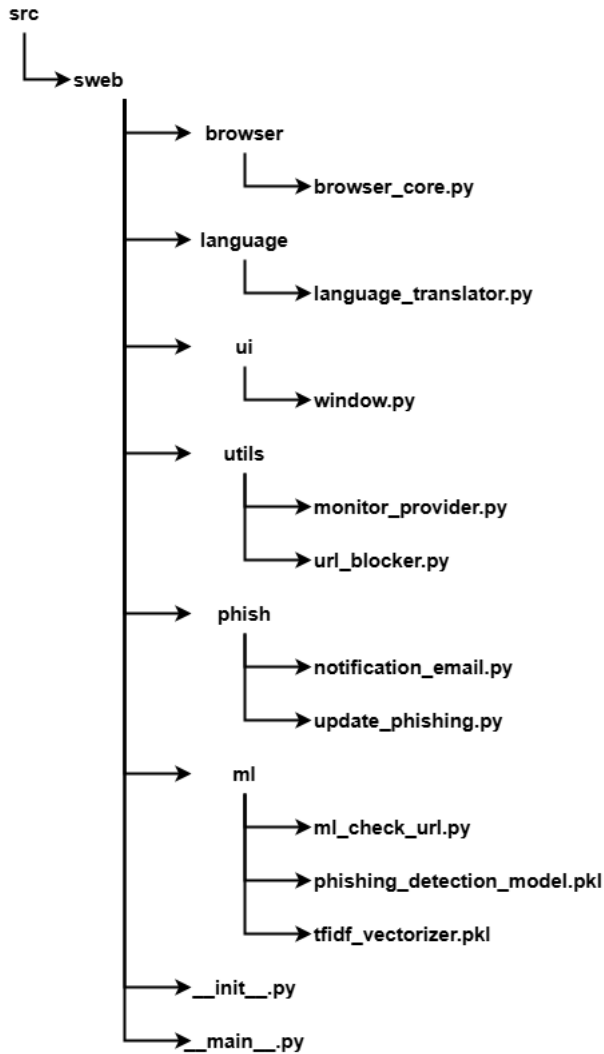 src
sweb
browser
browser_core.py
language
language_translator.py
ui
window.py
utils
monitor_provider.py
url_blocker.py
phish
notification_email.py
update_phishing.py
ml
ml_check_url.py
phishing_detection_model.pkl
tfidf_vectorizer.pkl
__init__.py
__main__.py